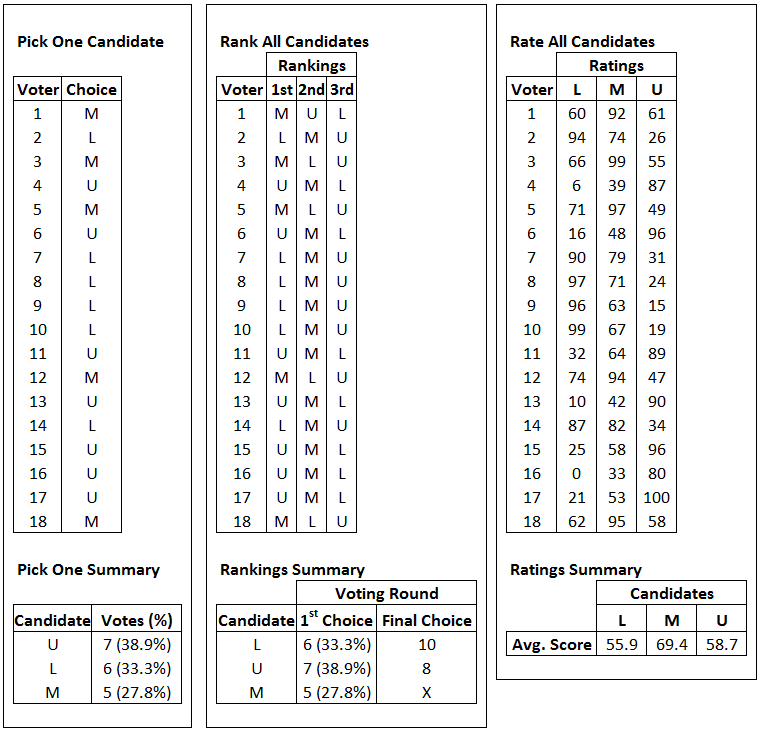 Pick One Candidate
Voter Choice
1 M
2 L
3 M
4 U
5 M
6 U
7 L
8 L
9 L
10 L
11 U
12 M
13 U
14 L
15 U
16 U
17 U
18 M
Pick One Summary
Candidate Votes (%)
U 7 (38.9%)
L 6 (33.3%)
M 5 (27.8%)
Rank All Candidates
Rankings
Voter 1st 2nd 3rd
1 M U L
2 L M U
3 M L U
4 U M L
5 M L U
6 U M L
7 L M U
8 L M U
9 L M U
10 L M U
11 U M L
12 M L U
13 U M L
14 L M U
15 U M L
16 U M L
17 U M L
18 M L U
Rankings Summary
Voting Round
Candidate 1st Choice Final Choice
L 6 (33.3%) 10
U 7 (38.9%) 8
M 5 (27.8%) X
Rate All Candidates
Ratings
Voter L M U
1 60 92 61
2 94 74 26
3 66 99 55
4 6 39 87
5 71 97 49
6 16 48 96
7 90 79 31
8 97 71 24
9 96 63 15
10 99 67 19
11 32 64 89
12 74 94 47
13 10 42 90
14 87 82 34
15 25 58 96
16 0 33 80
17 21 53 100
18 62 95 58
Ratings Summary
Candidates
L M U
Avg. Score 55.9 69.4 58.7